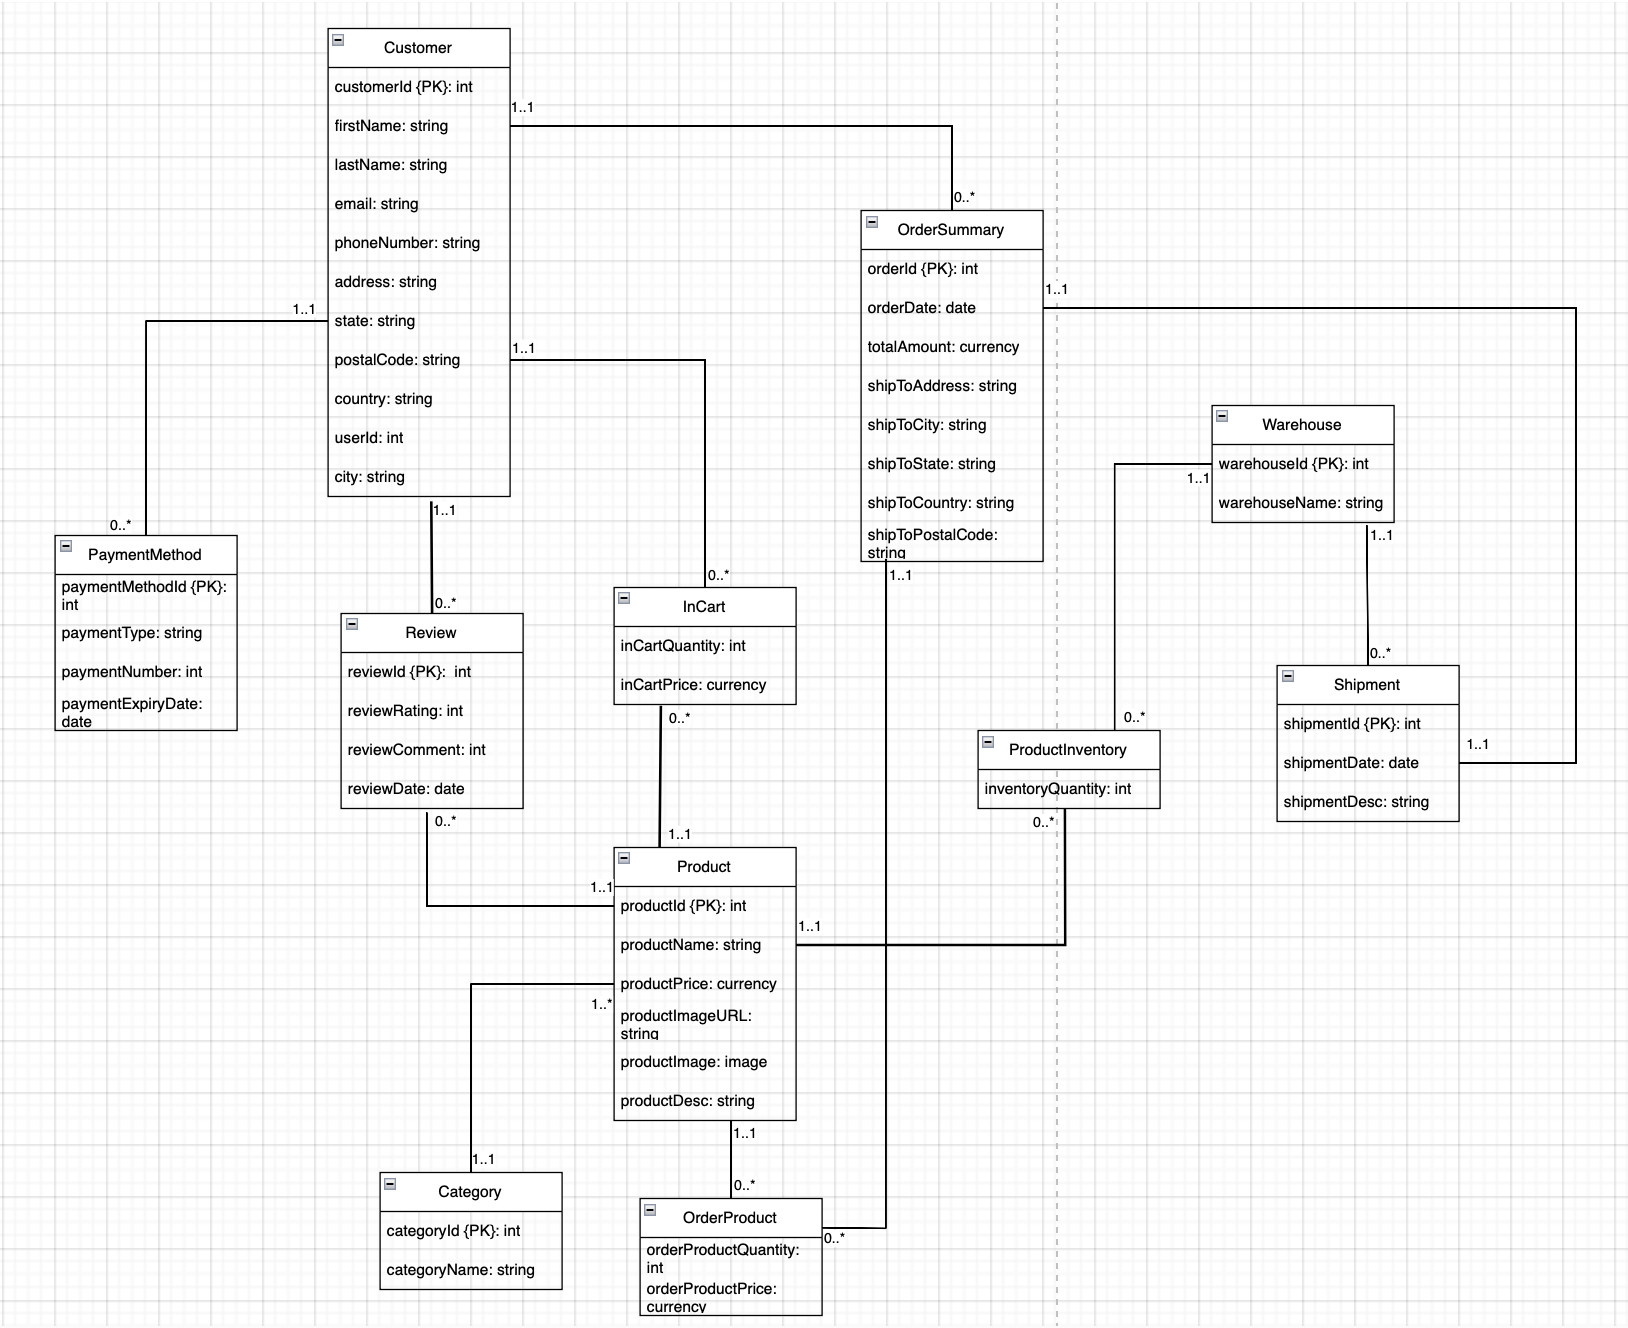 Customer
customerId {PK}: int
firstName: string
lastName: string
email: string
phoneNumber: string
address: string
state: string
postalCode: string
country: string
userId: int
city: string
1..1
0..*
OrderSummary
orderId {PK}: int
orderDate: date
totalAmount: currency
shipToAddress: string
shipToCity: string
shipToState: string
shipToCountry: string
shipToPostalCode:
string
1..1
1..1
1..1
0..*
PaymentMethod
paymentMethodId {PK}:
int
paymentType: string
paymentNumber: int
paymentExpiryDate:
date
1..1
0..*
Review
reviewId {PK}:  int
reviewRating: int
reviewComment: int
reviewDate: date
0..*
1..1
1..1
0..*
InCart
inCartQuantity: int
inCartPrice: currency
0..*
1..1
Warehouse
warehouseId {PK}: int
warehouseName: string
1..1
1..1
0..*
Shipment
shipmentId {PK}: int
shipmentDate: date
shipmentDesc: string
1..1
0..*
ProductInventory
inventoryQuantity: int
0..*
Product
productId {PK}: int
productName: string
productPrice: currency
productImageURL:
string
productImage: image
productDesc: string
1..1
1..*
1..1
Category
categoryId {PK}: int
categoryName: string
1..1
0..*
OrderProduct
orderProductQuantity:
int
orderProductPrice:
currency
0..*